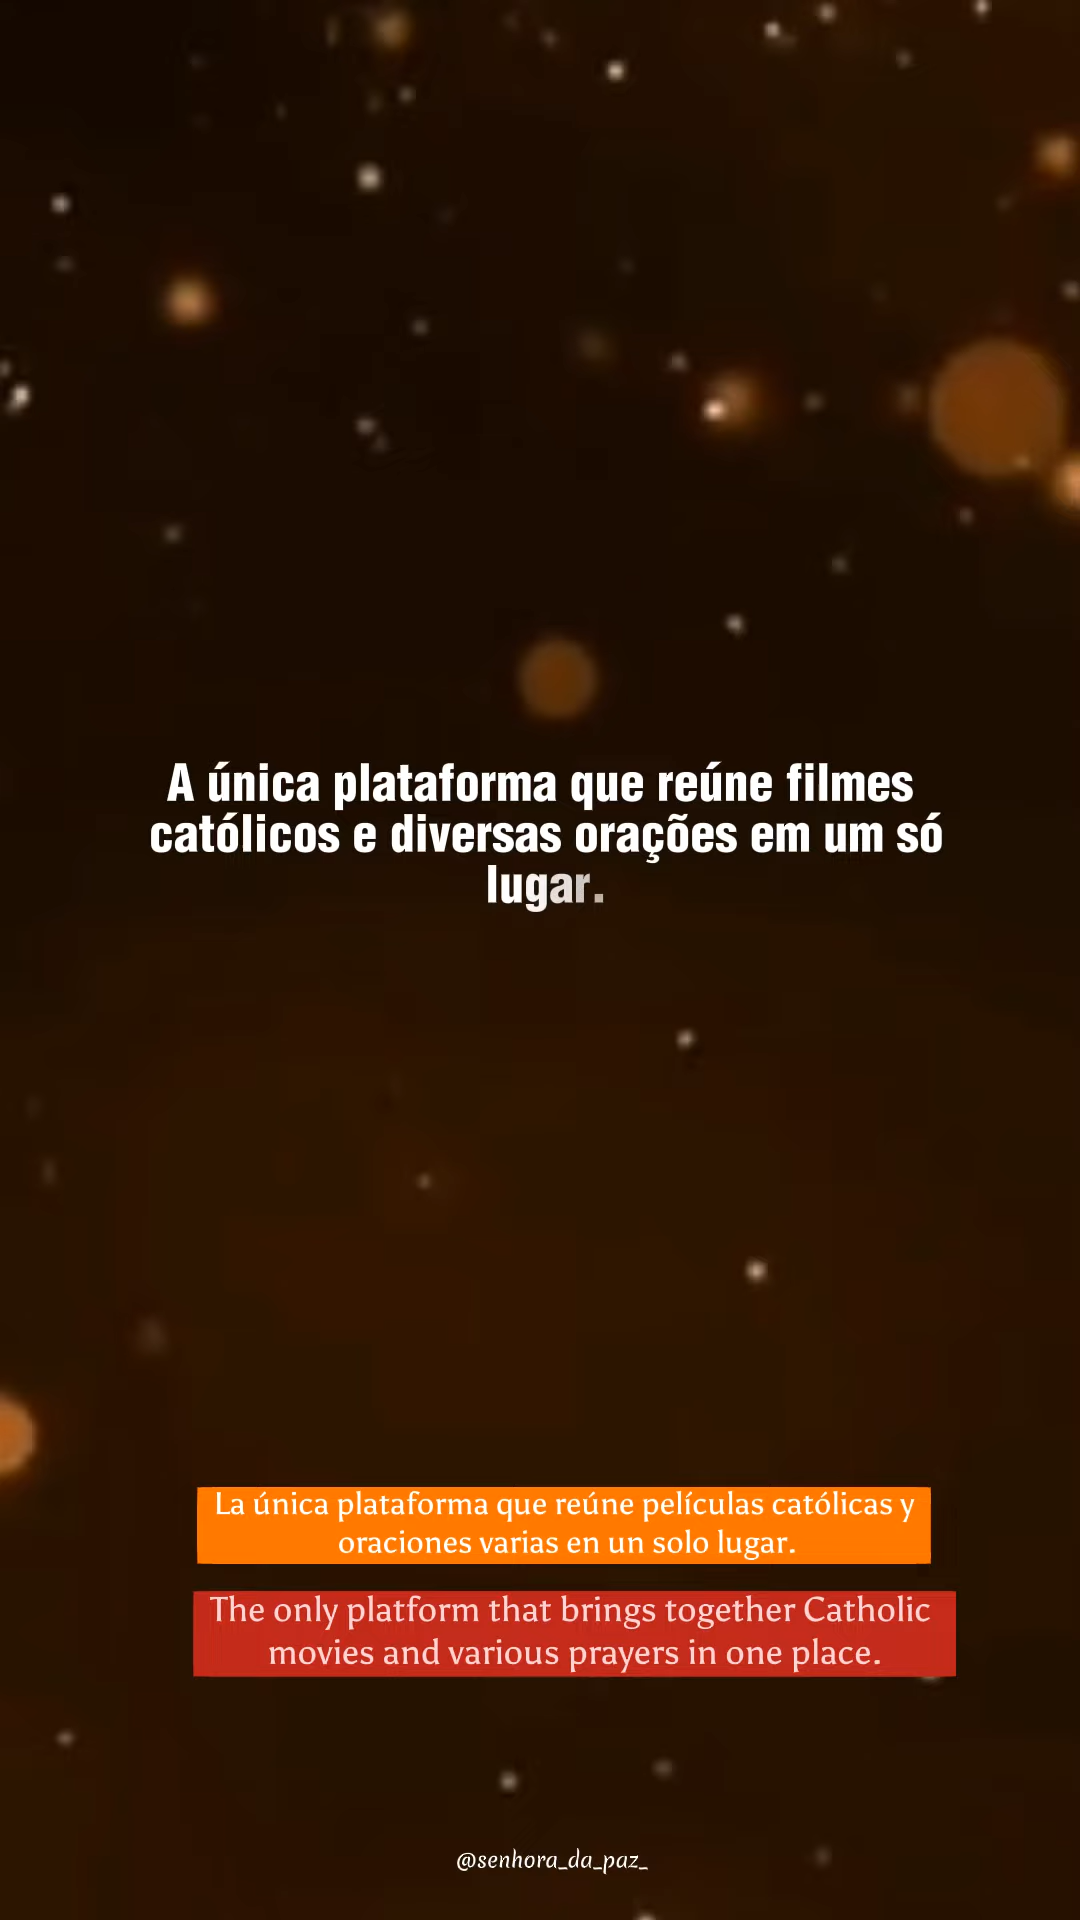 A única plataforma que reúne filmes
católicos e diversas orações em um só
lugar.
La única plataforma que reúne películas católicas y
oraciones varias en un solo lugar.
The only platform that brings together Catholic
movies and various prayers in one place.
@senhora_da_paz_